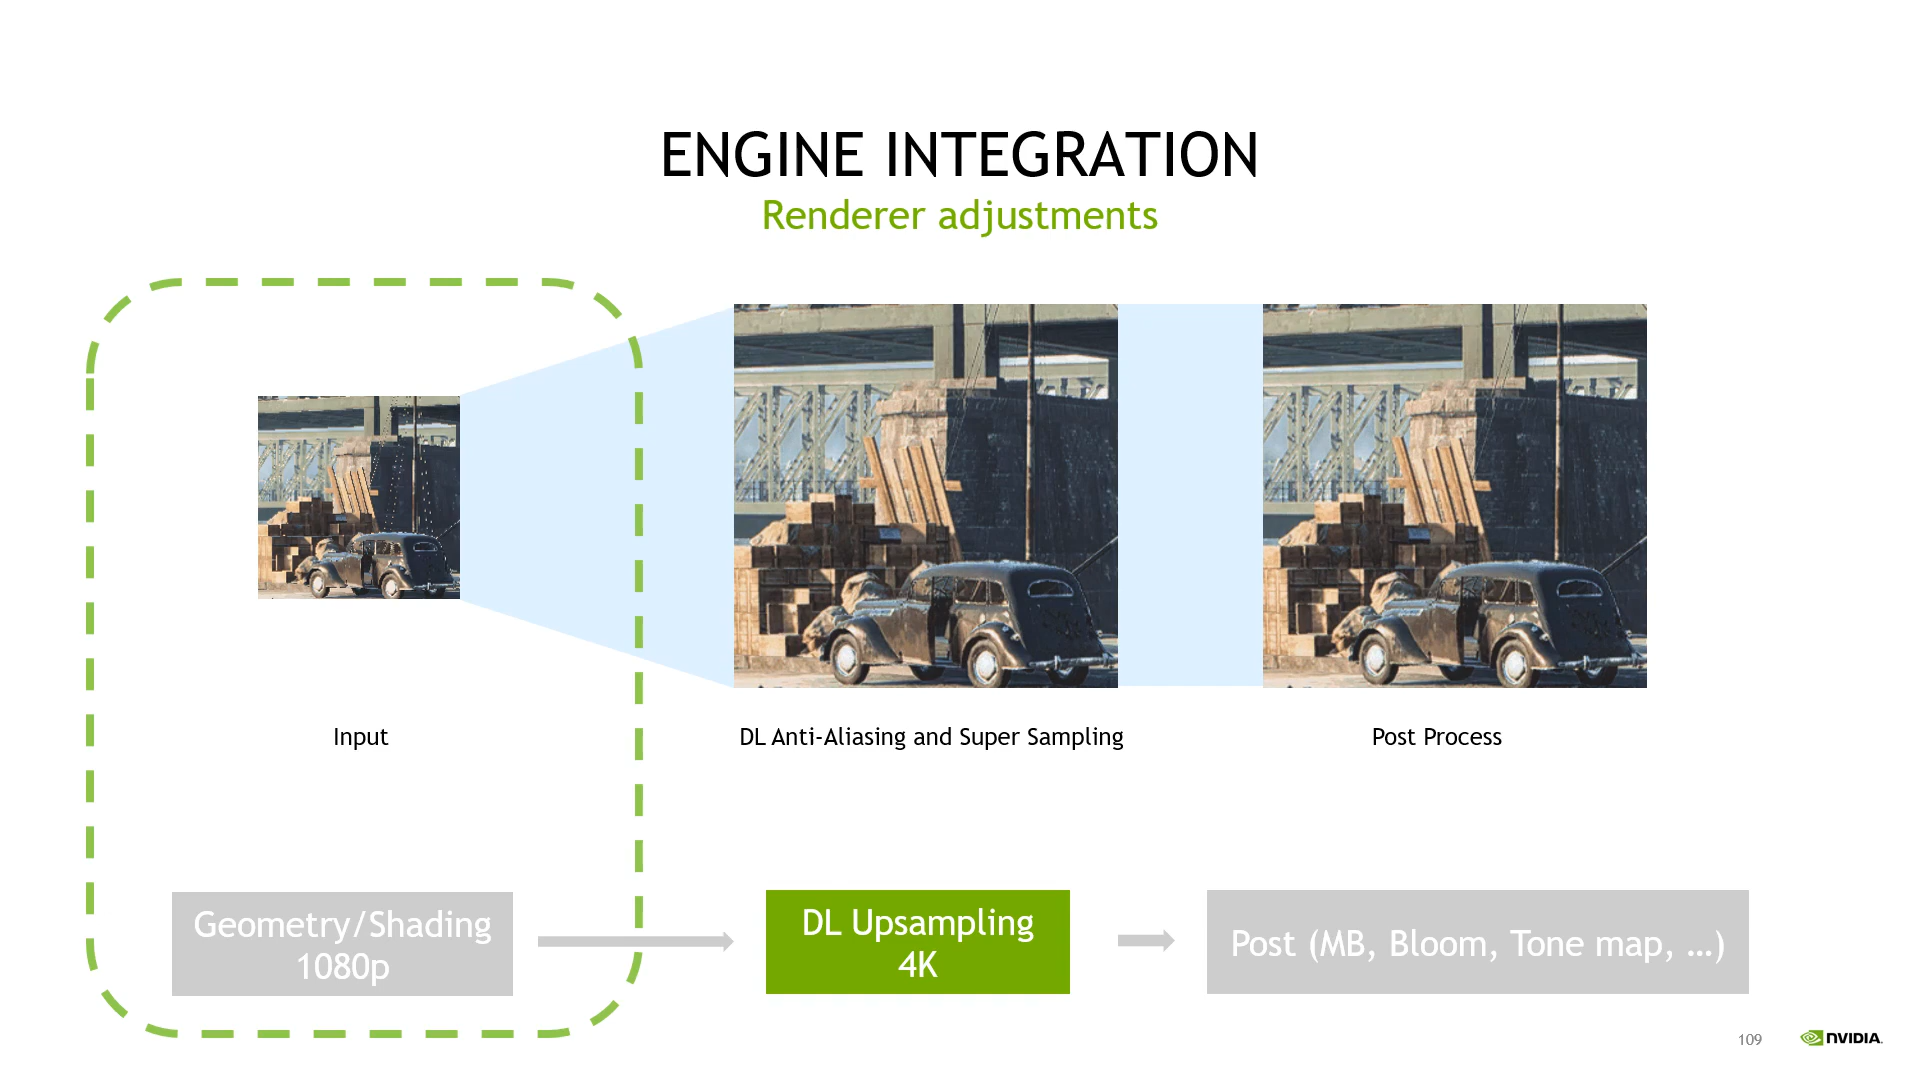 ENGINE INTEGRATION
Renderer adjustments
Input
DL Anti-Aliasing and Super Sampling
Post Process
Geometry/Shading
1080p
DL Upsampling
4K
Post (MB, Bloom, Tone map, …)
109
NVIDIA.